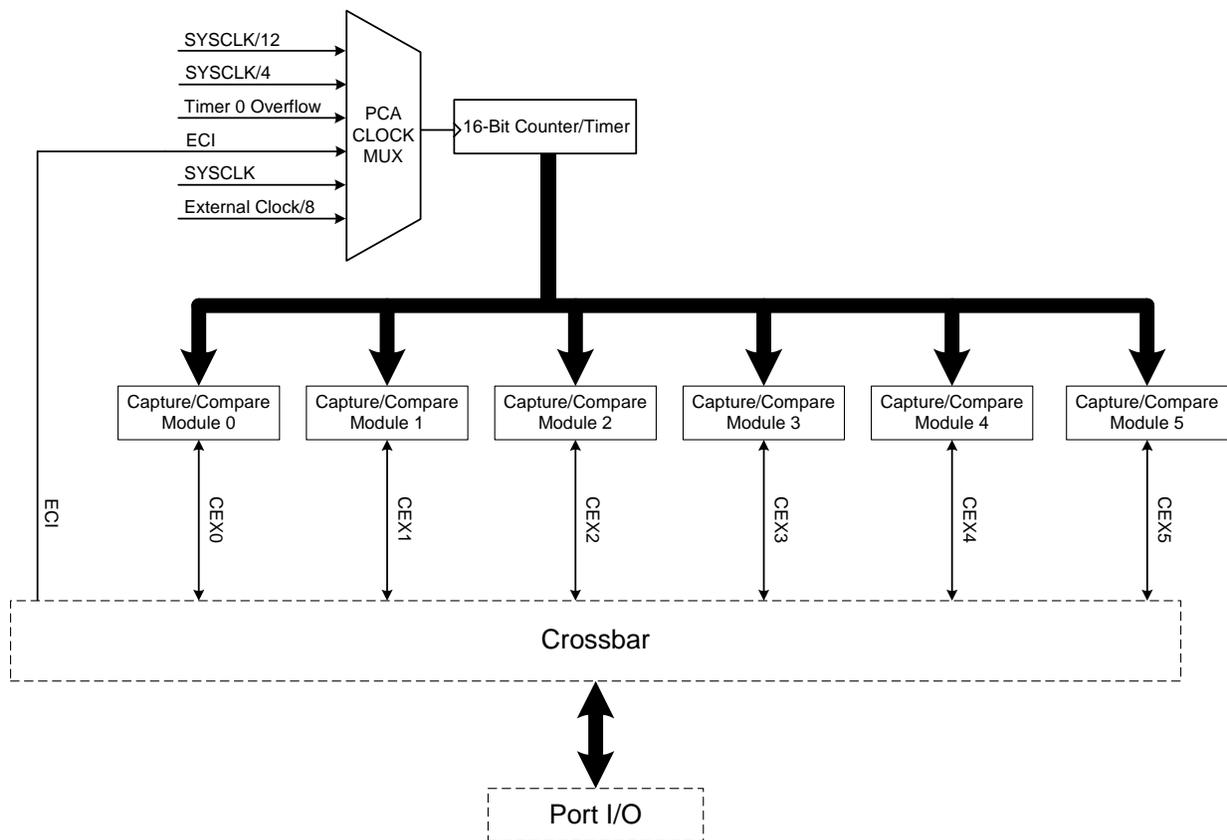 SYSCLK/12
SYSCLK/4
Timer 0 Overflow
ECI
SYSCLK
External Clock/8
PCA
CLOCK
MUX
16-Bit Counter/Timer
Capture/Compare
Module 0
Capture/Compare
Module 1
Capture/Compare
Module 2
Capture/Compare
Module 3
Capture/Compare
Module 4
Capture/Compare
Module 5
ECI
CEX0
CEX1
CEX2
CEX3
CEX4
CEX5
Crossbar
Port I/O